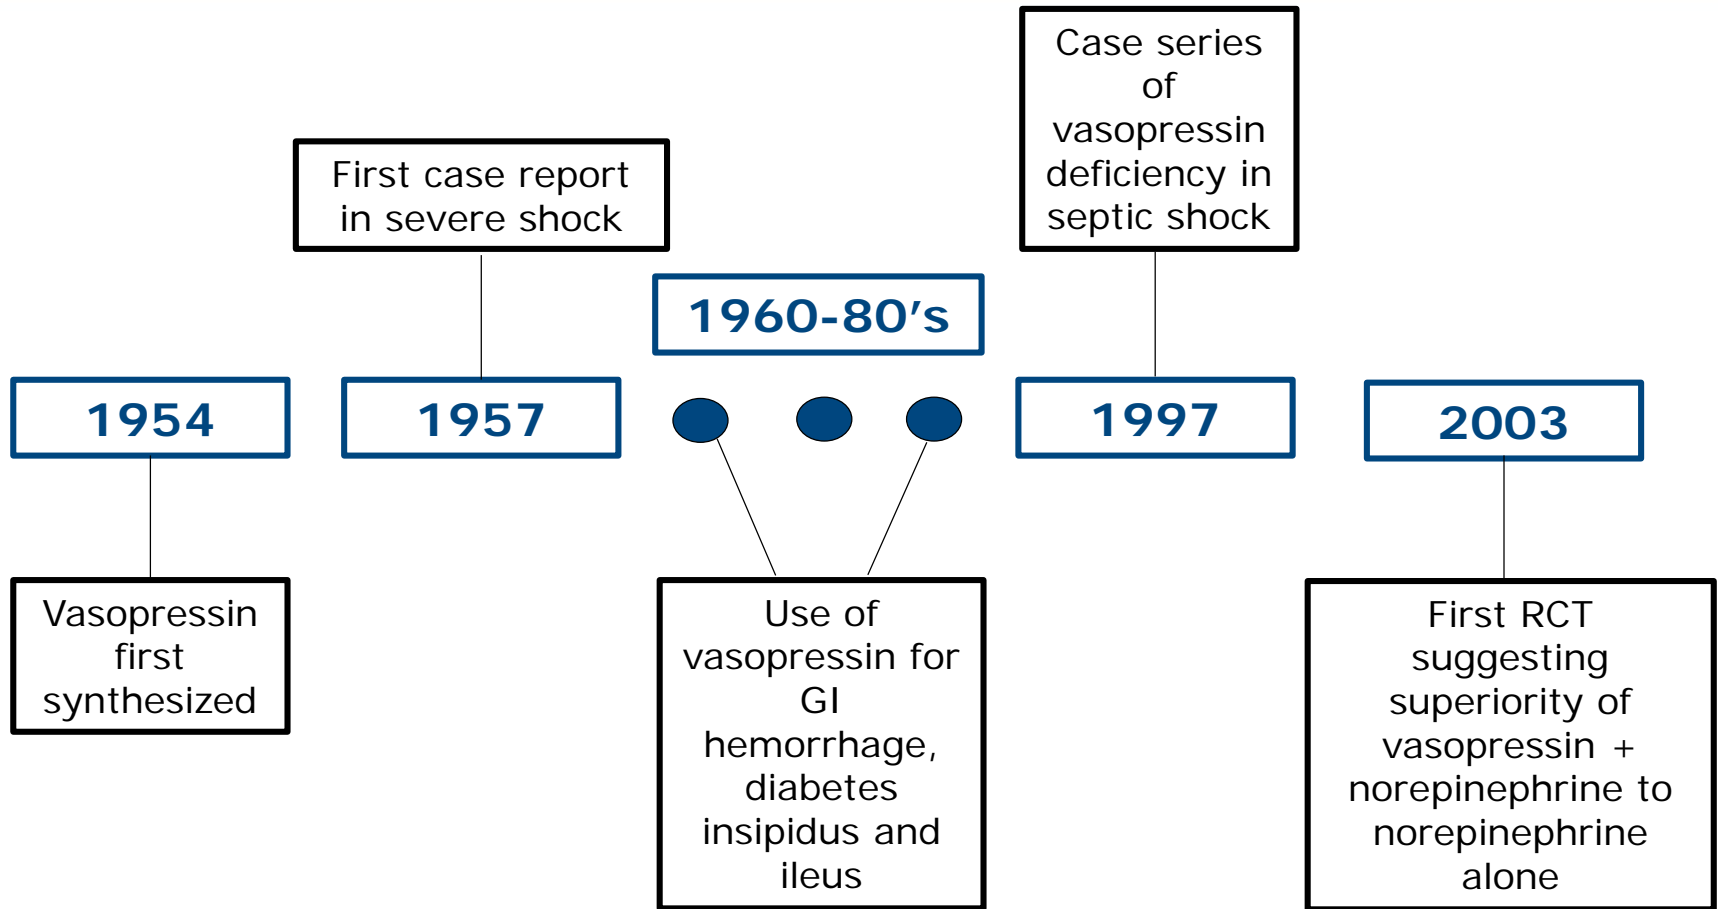 1954
Vasopressin
first
synthesized
First case report
in severe shock
1957
1960-80's
Use of
vasopressin for
GI
hemorrhage,
diabetes
insipidus and
ileus
Case series
of
vasopressin
deficiency in
septic shock
1997
2003
First RCT
suggesting
superiority of
vasopressin +
norepinephrine to
norepinephrine
alone